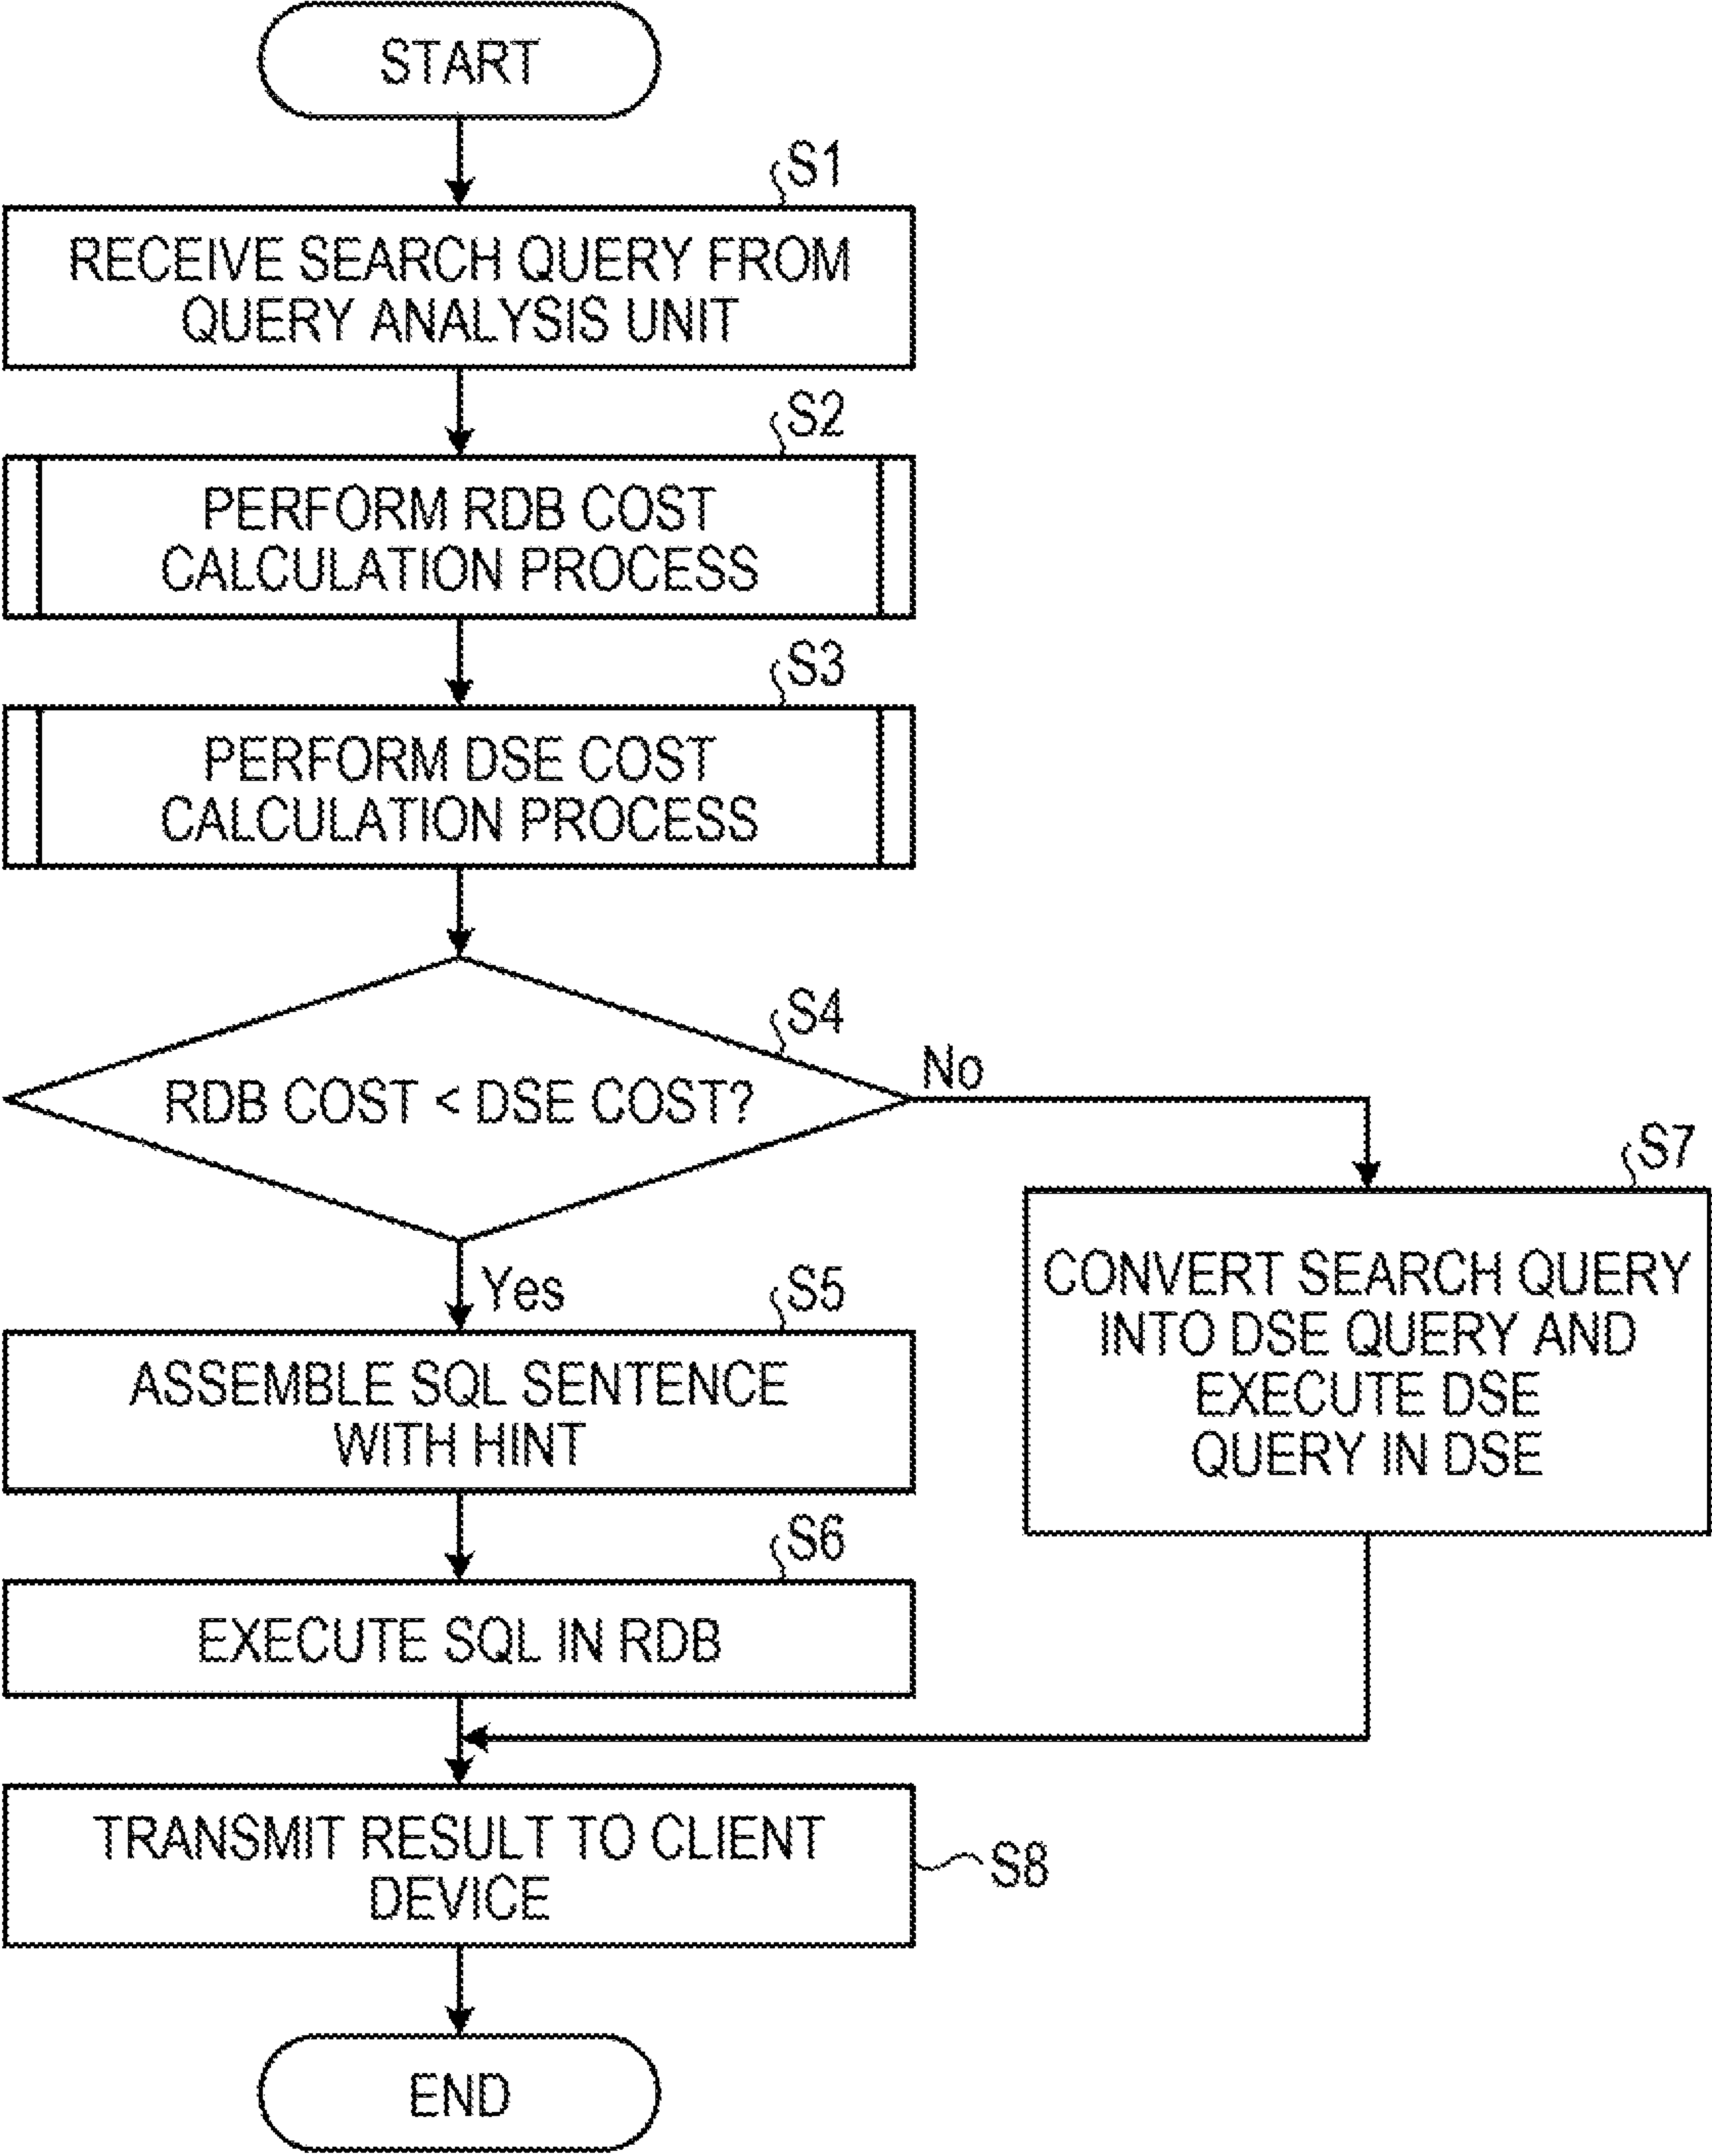 START
S1
RECEIVE SEARCH QUERY FROM
QUERY ANALYSIS UNIT
S2
PERFORM RDB COST
CALCULATION PROCESS
S3
PERFORM DSE COST
CALCULATION PROCESS
S4
RDB COST < DSE COST?
No
Yes
S5
ASSEMBLE SQL SENTENCE
WITH HINT
S6
EXECUTE SQL IN RDB
S7
CONVERT SEARCH QUERY
INTO DSE QUERY AND
EXECUTE DSE
QUERY IN DSE
TRANSMIT RESULT TO CLIENT
DEVICE
S8
END